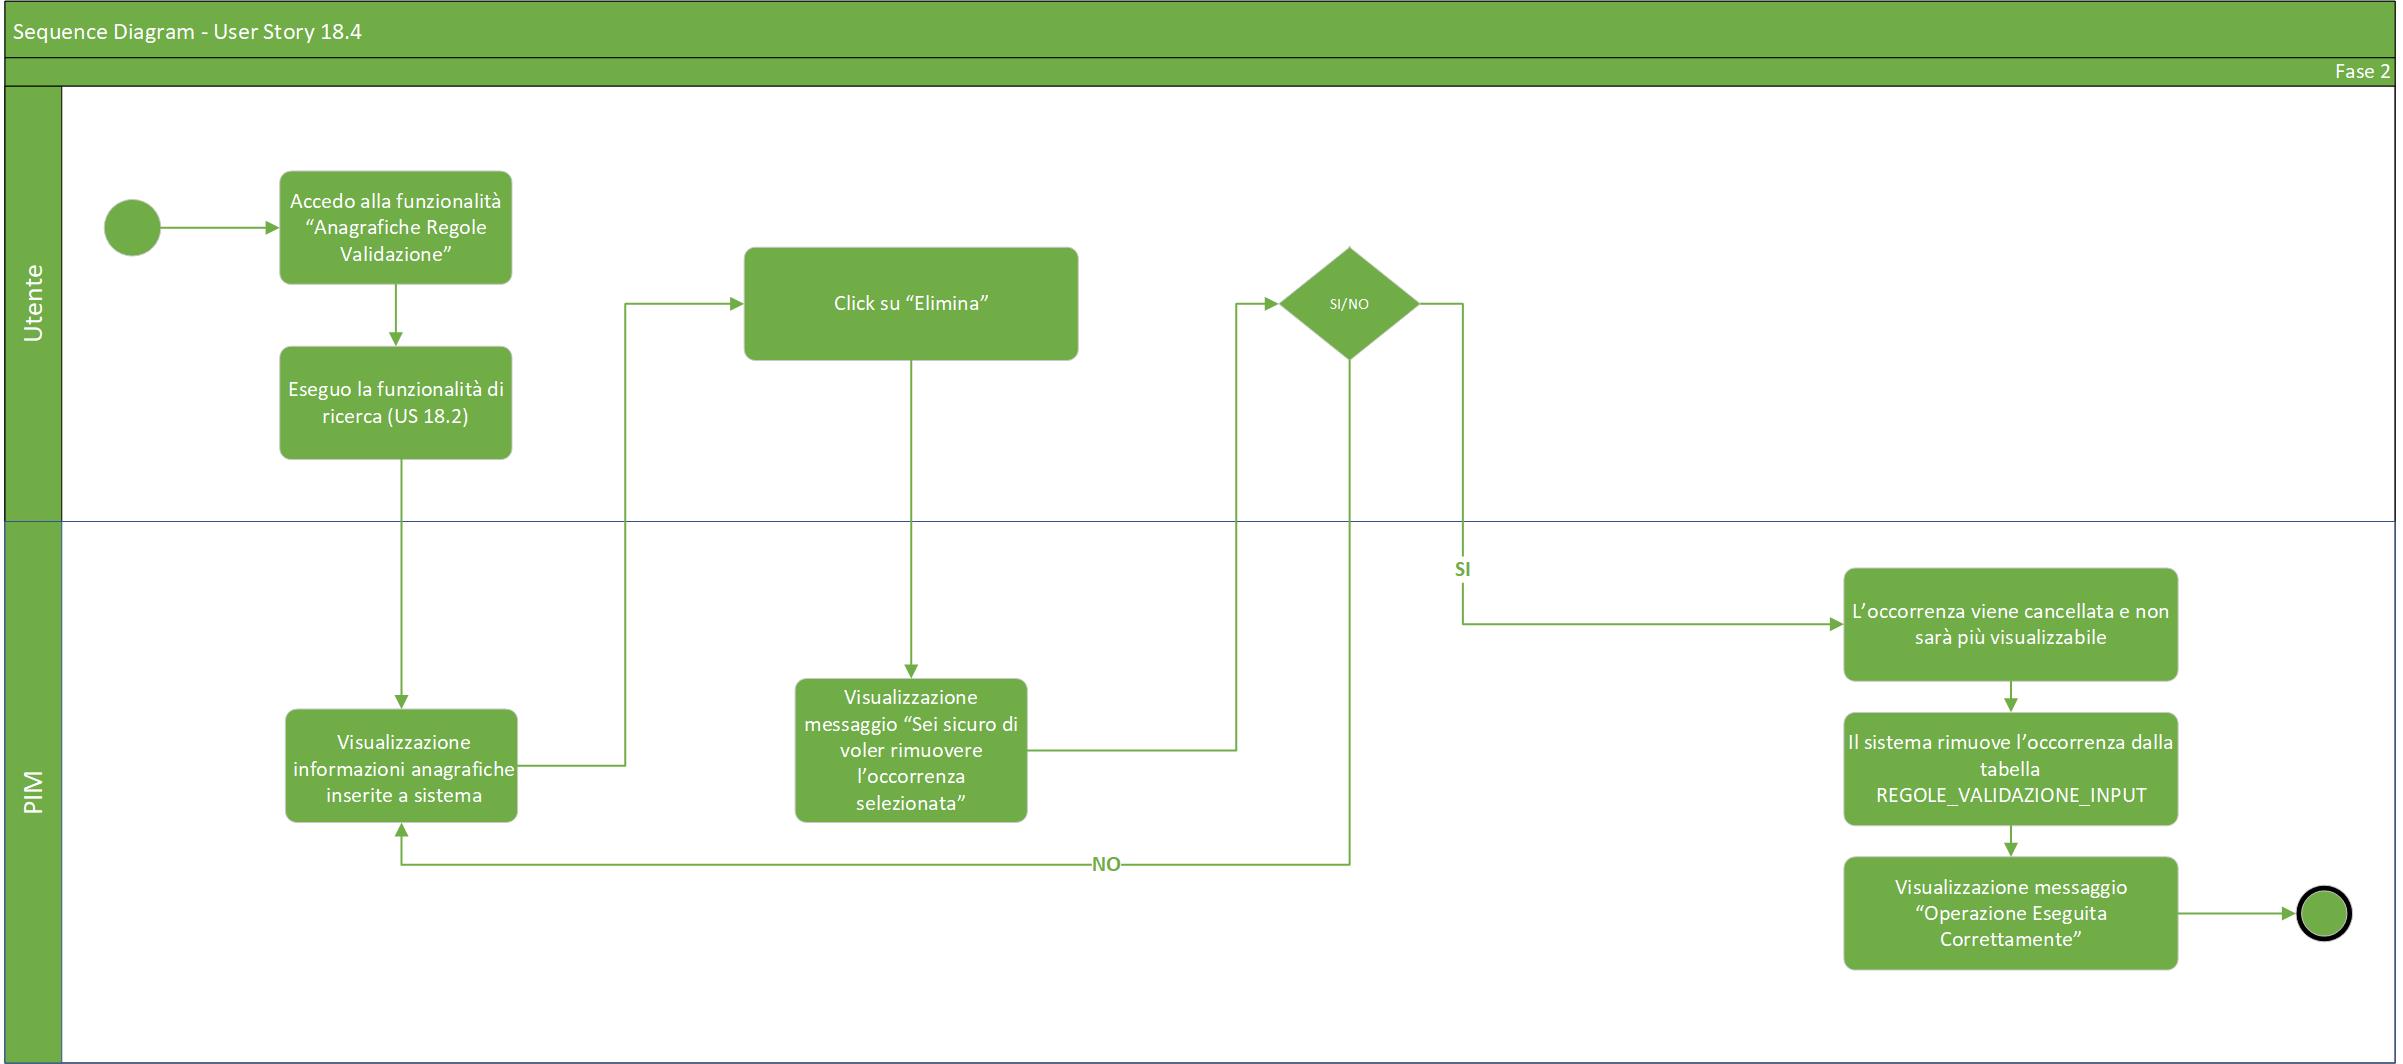 Sequence Diagram - User Story 18.4
Fase 2
Utente
Accedo alla funzionalità
“Anagrafiche Regole
Validazione”
Eseguo la funzionalità di
ricerca (US 18.2)
Click su “Elimina”
SI/NO
SI
PIM
Visualizzazione
informazioni anagrafiche
inserite a sistema
Visualizzazione
messaggio “Sei sicuro di
voler rimuovere
l’occorrenza
selezionata”
NO
L’occorrenza viene cancellata e non
sarà più visualizzabile
Il sistema rimuove l’occorrenza dalla
tabella
REGOLE_VALIDAZIONE_INPUT
Visualizzazione messaggio
“Operazione Eseguita
Correttamente”